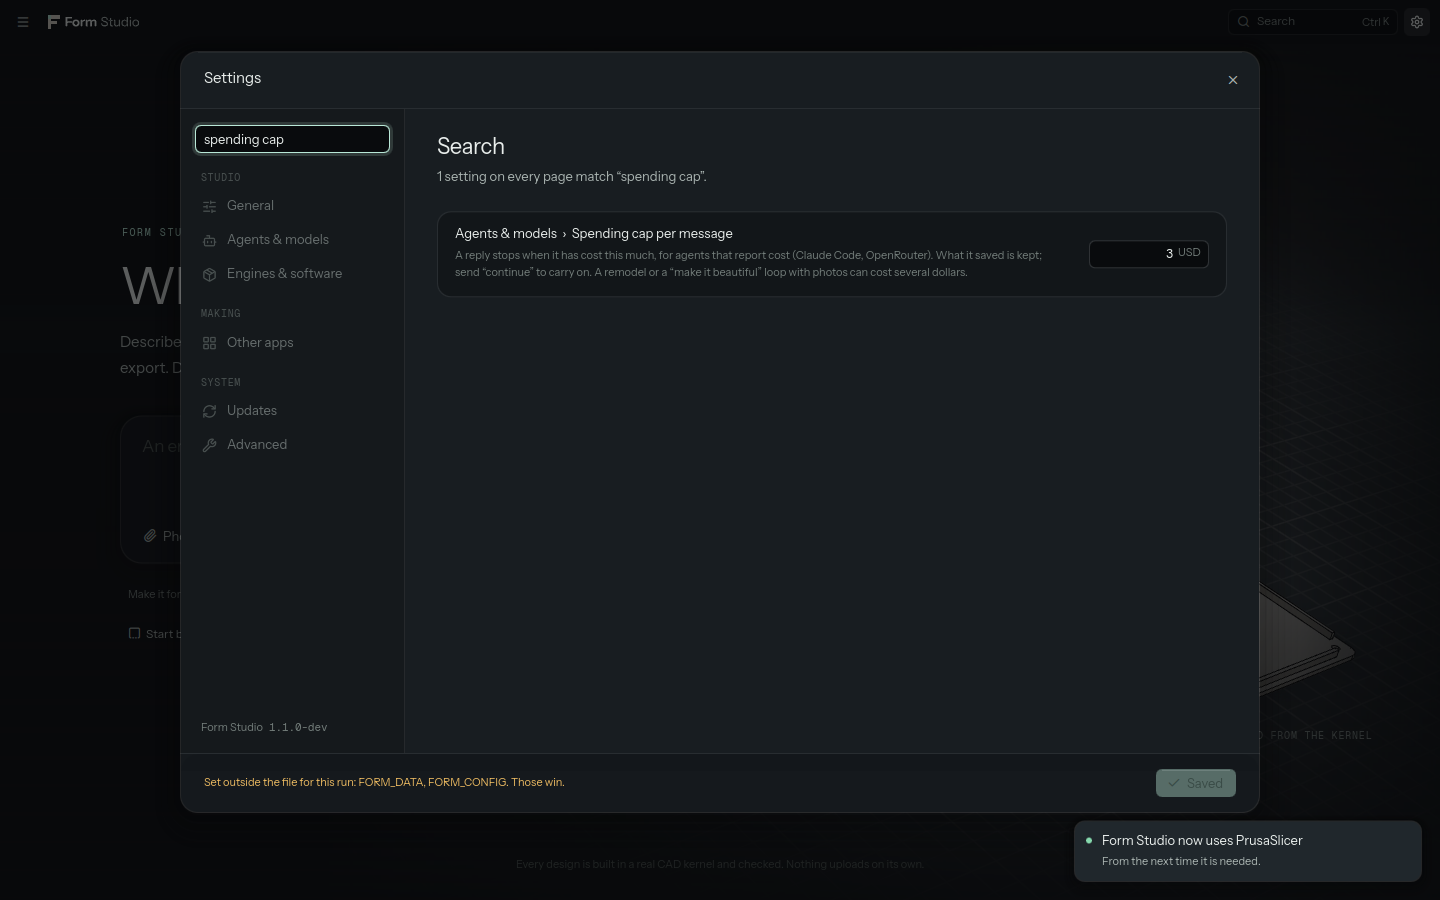 Form Studio
Search
Ctrl K
Settings
spending cap
STUDIO
General
Agents & models
Engines & software
MAKING
Other apps
SYSTEM
Updates
Advanced
Form Studio 1.1.0-dev
Search
1 setting on every page match “spending cap”.
Agents & models › Spending cap per message
A reply stops when it has cost this much, for agents that report cost (Claude Code, OpenRouter). What it saved is kept;
send “continue” to carry on. A remodel or a “make it beautiful” loop with photos can cost several dollars.
3 USD
Set outside the file for this run: FORM_DATA, FORM_CONFIG. Those win.
Saved
FORM STU
Describe
export. D
An
Make it for
Start
FROM THE KERNEL
Every design is built in a real CAD kernel and checked. Nothing uploads on its own.
Form Studio now uses PrusaSlicer
From the next time it is needed.